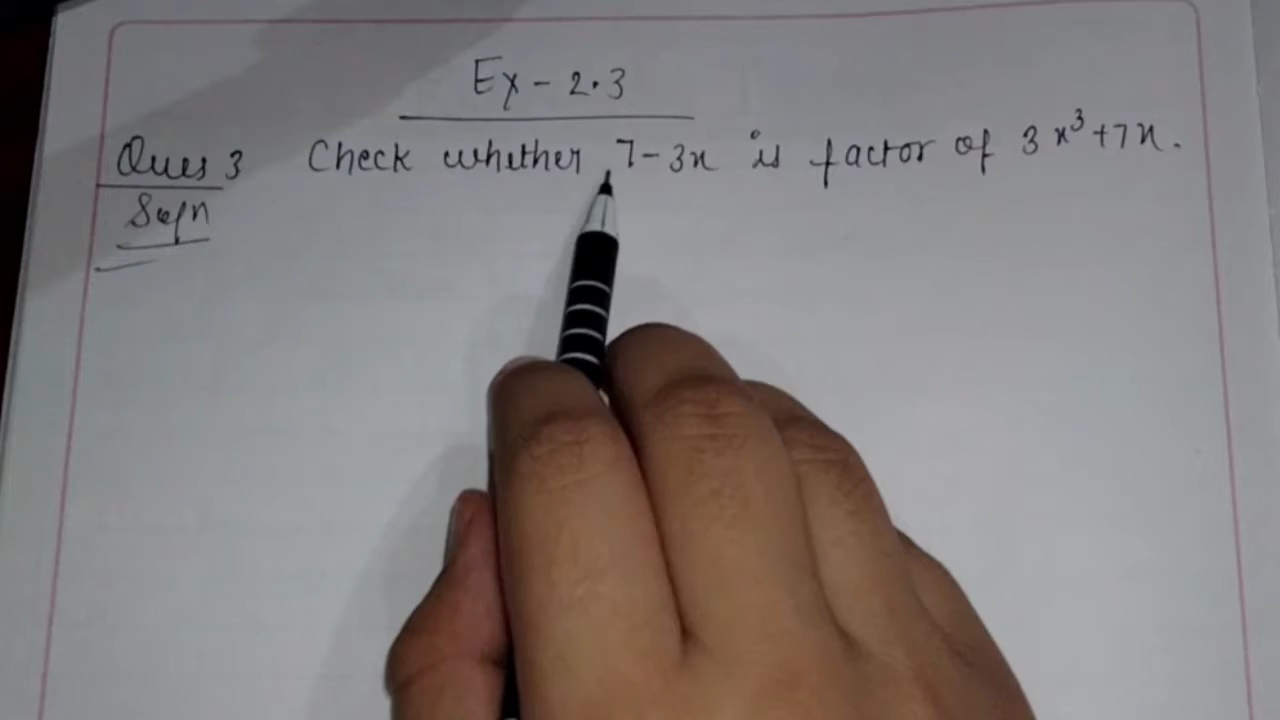 Ex - 2.3
Ques 3 Check whether 7-3x is factor of 3x³+7x.
Soln